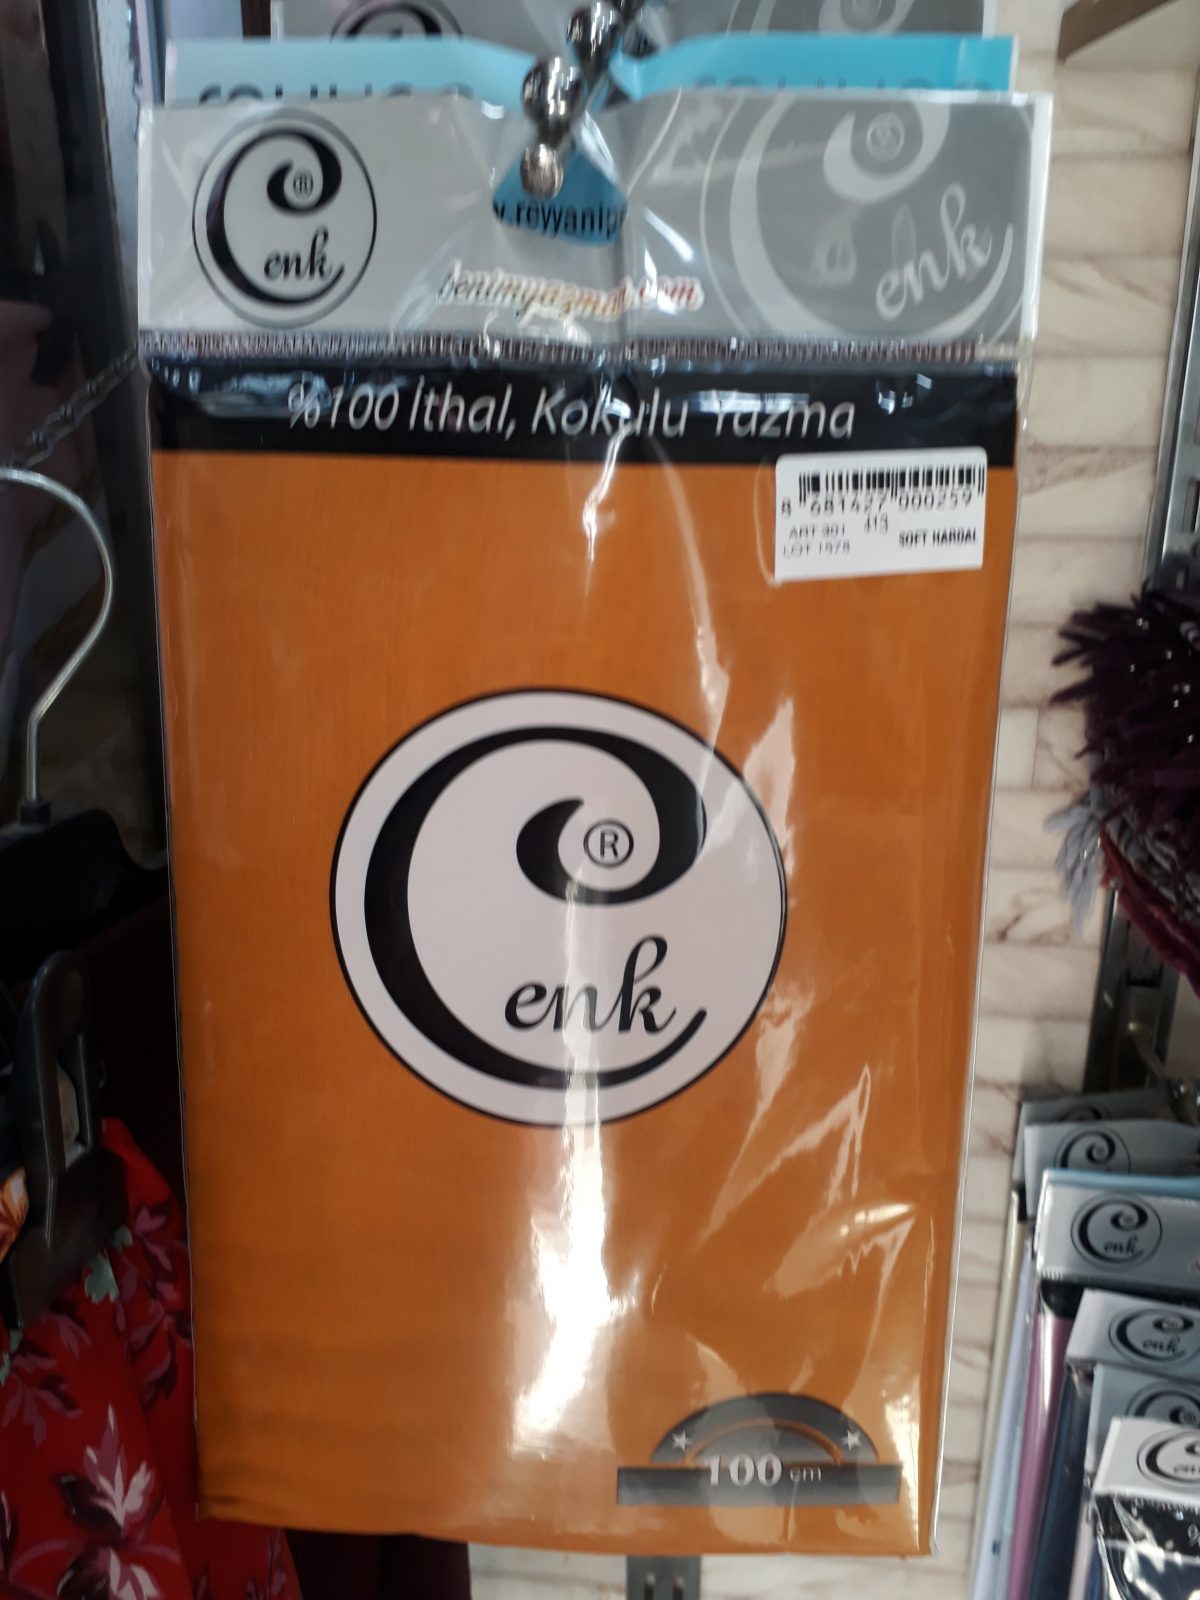 Cenk ®
Cenk ®
benimyazmam.com
%100 İthal, Kokulu Yazma
8 681427 000259
ART 901 413
LOT 1578 SOFT HARDAL
Cenk ®
100 cm
Cenk
Cenk